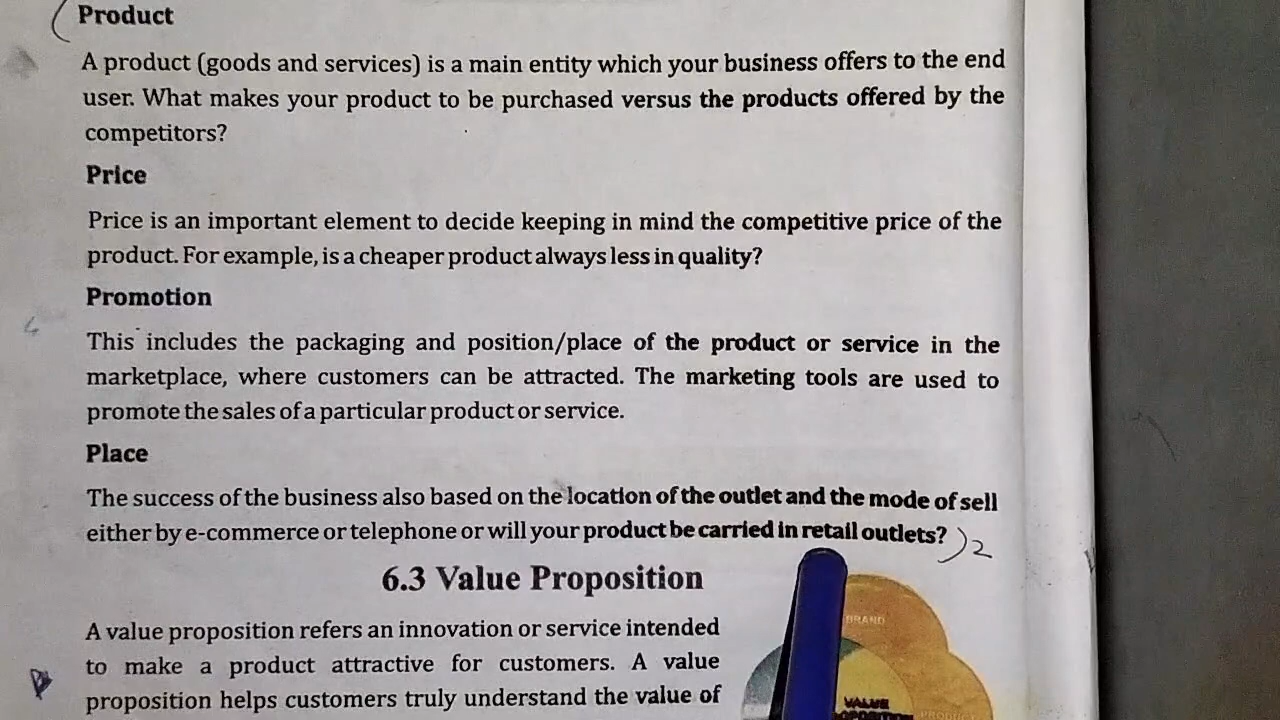 Product
A product (goods and services) is a main entity which your business offers to the end
user. What makes your product to be purchased versus the products offered by the
competitors?
Price
Price is an important element to decide keeping in mind the competitive price of the
product. For example, is a cheaper product always less in quality?
Promotion
This includes the packaging and position/place of the product or service in the
marketplace, where customers can be attracted. The marketing tools are used to
promote the sales of a particular product or service.
Place
The success of the business also based on the location of the outlet and the mode of sell
either by e-commerce or telephone or will your product be carried in retail outlets? )2
6.3 Value Proposition
A value proposition refers an innovation or service intended
to make a product attractive for customers. A value
proposition helps customers truly understand the value of
BRAND
VALUE